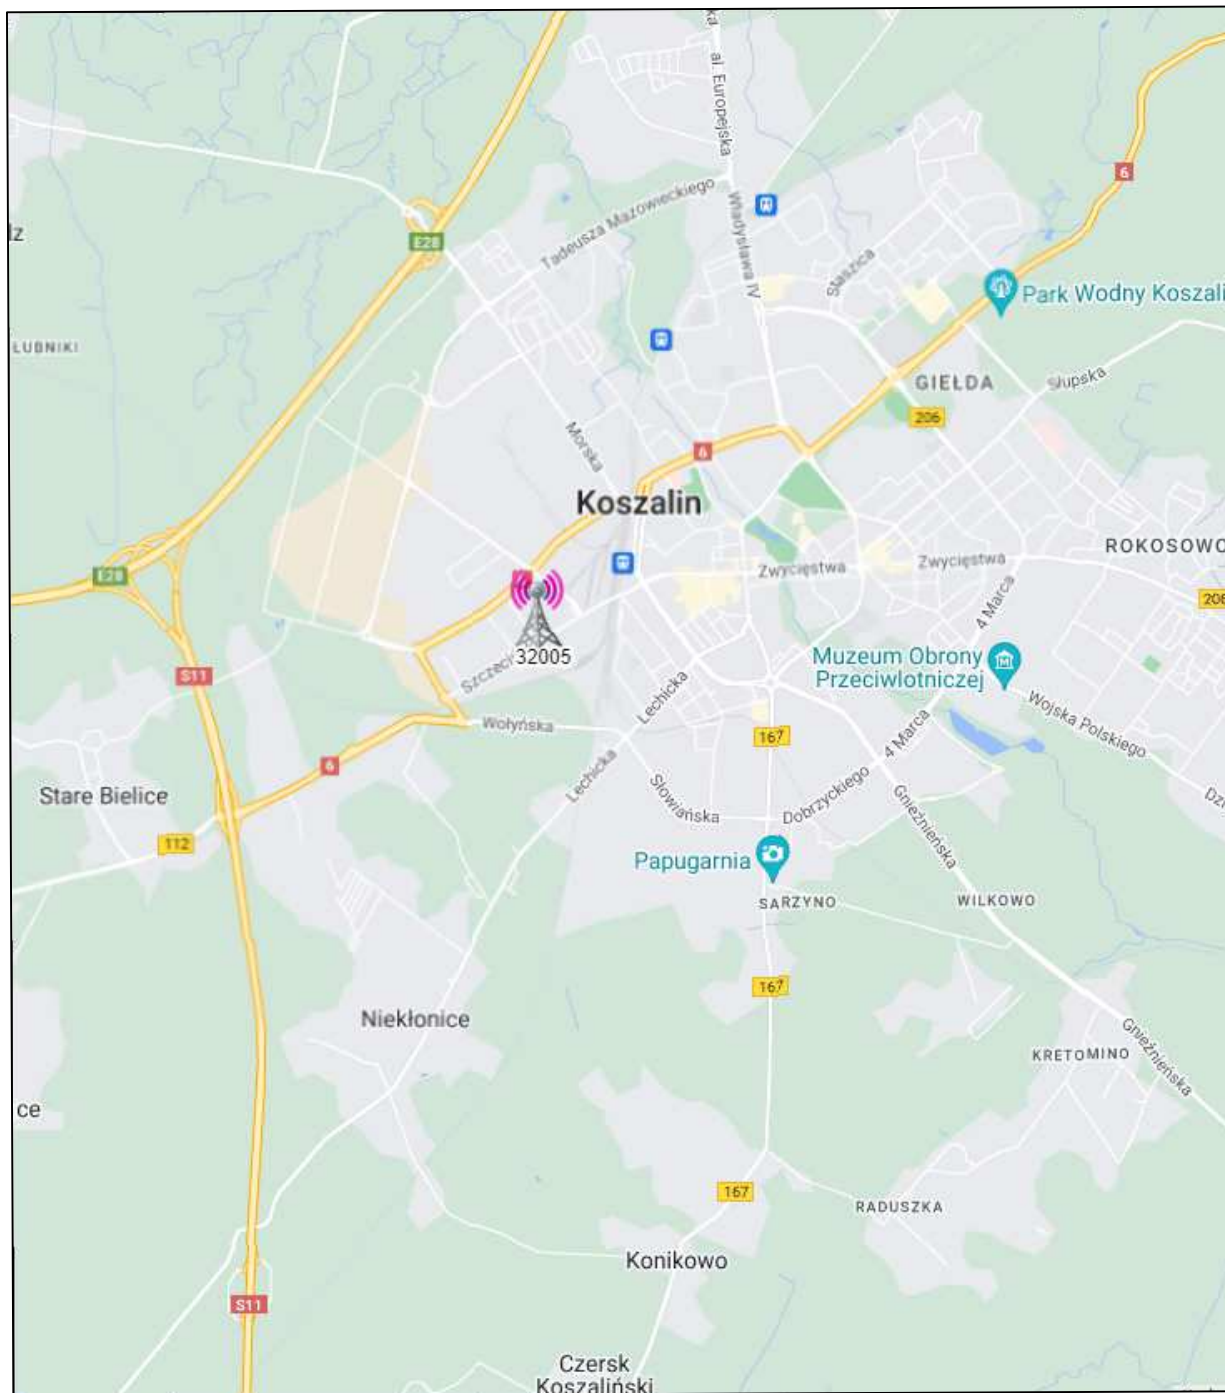 al. Europejska
6
Tadeusza Mazowieckiego
Władysława IV
lz
E28
Staszica
Park Wodny Koszali
ŁUBNIKI
GIEŁDA
Słupska
206
Morska
6
Koszalin
ROKOSOWO
Zwycięstwa
Zwycięstwa
E28
206
4 Marca
32005
Muzeum Obrony
Przeciwlotniczej
S11
Lechicka
Wojska Polskiego
Wołyńska
167
4 Marca
6
Lechicka
Stare Bielice
Słowiańska
Dobrzyckiego
Gnieźnieńska
112
Papugarnia
SARZYNO
WILKOWO
167
Niekłonice
Gnieźnieńska
KRETOMINO
ce
167
RADUSZKA
Konikowo
S11
Czersk
Koszaliński